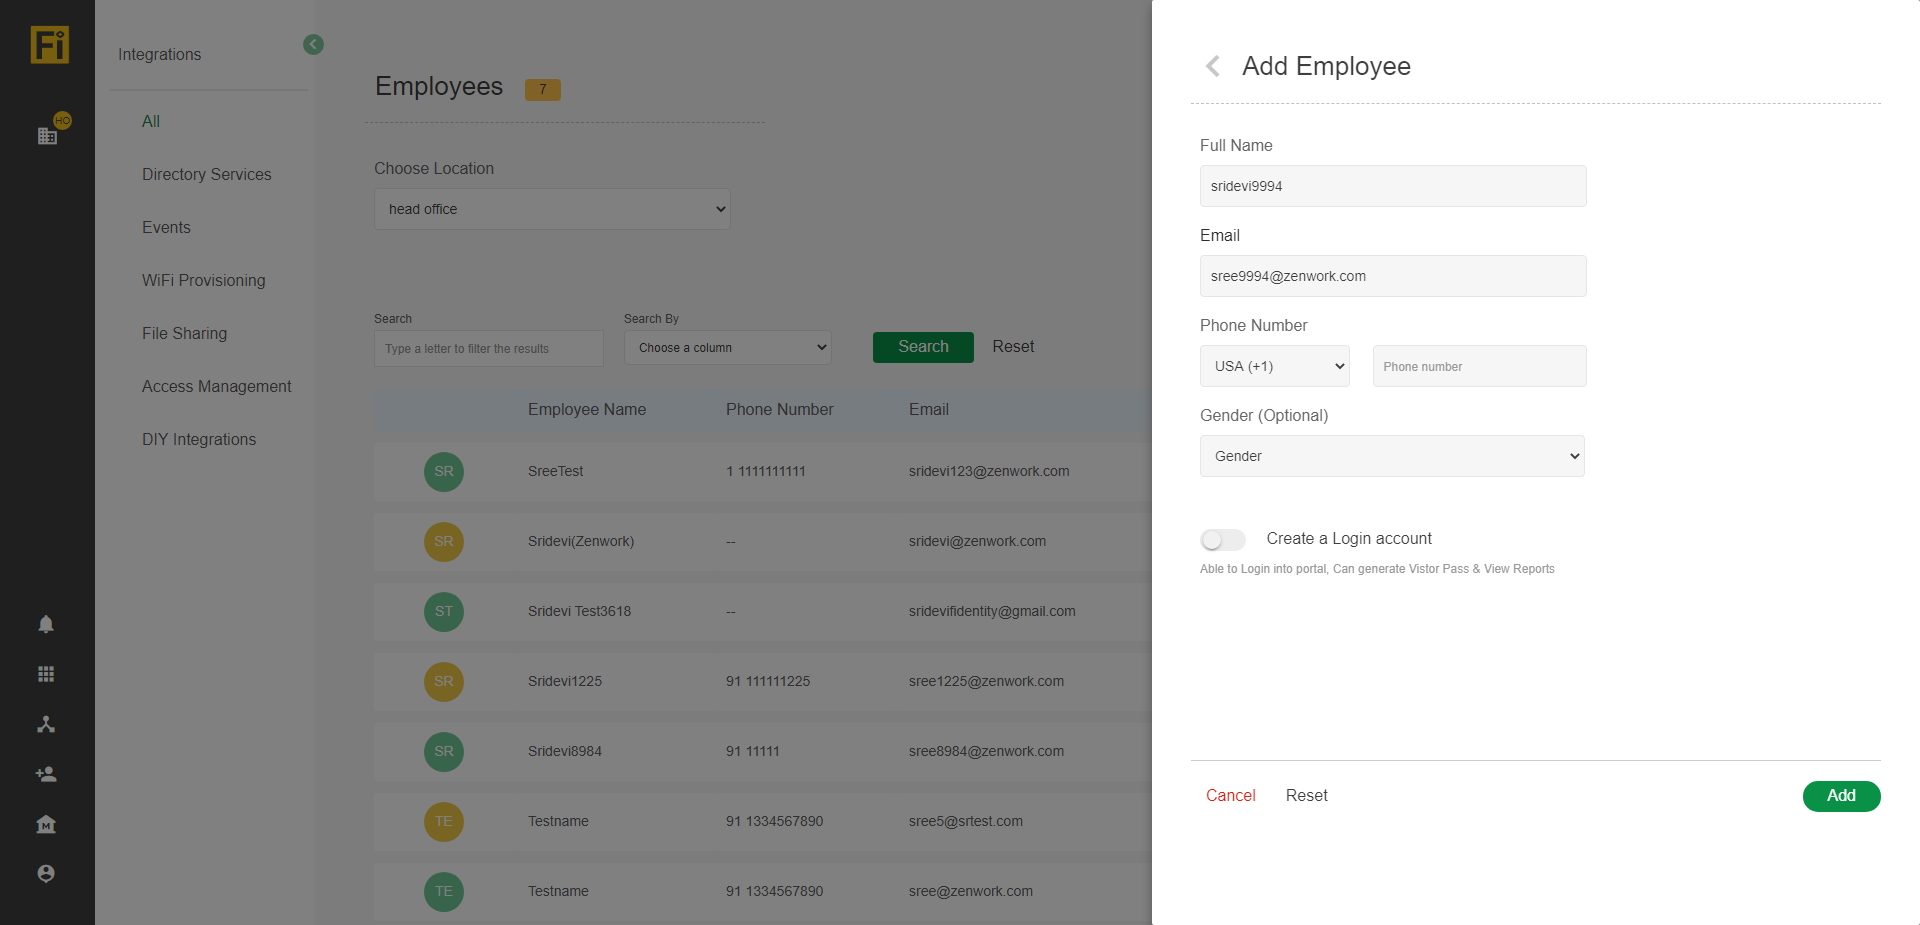 Fi
HO
Integrations
All
Directory Services
Events
WiFi Provisioning
File Sharing
Access Management
DIY Integrations
Employees 7
Choose Location
head office
Search
Type a letter to filter the results
Search By
Choose a column
Search Reset
Employee Name Phone Number Email
SR SreeTest 1 1111111111 sridevi123@zenwork.com
SR Sridevi(Zenwork) -- sridevi@zenwork.com
ST Sridevi Test3618 -- sridevifidentity@gmail.com
SR Sridevi1225 91 111111225 sree1225@zenwork.com
SR Sridevi8984 91 11111 sree8984@zenwork.com
TE Testname 91 1334567890 sree5@srtest.com
TE Testname 91 1334567890 sree@zenwork.com
M
Add Employee
Full Name
sridevi9994
Email
sree9994@zenwork.com
Phone Number
USA (+1) Phone number
Gender (Optional)
Gender
Create a Login account
Able to Login into portal, Can generate Vistor Pass & View Reports
Cancel Reset Add